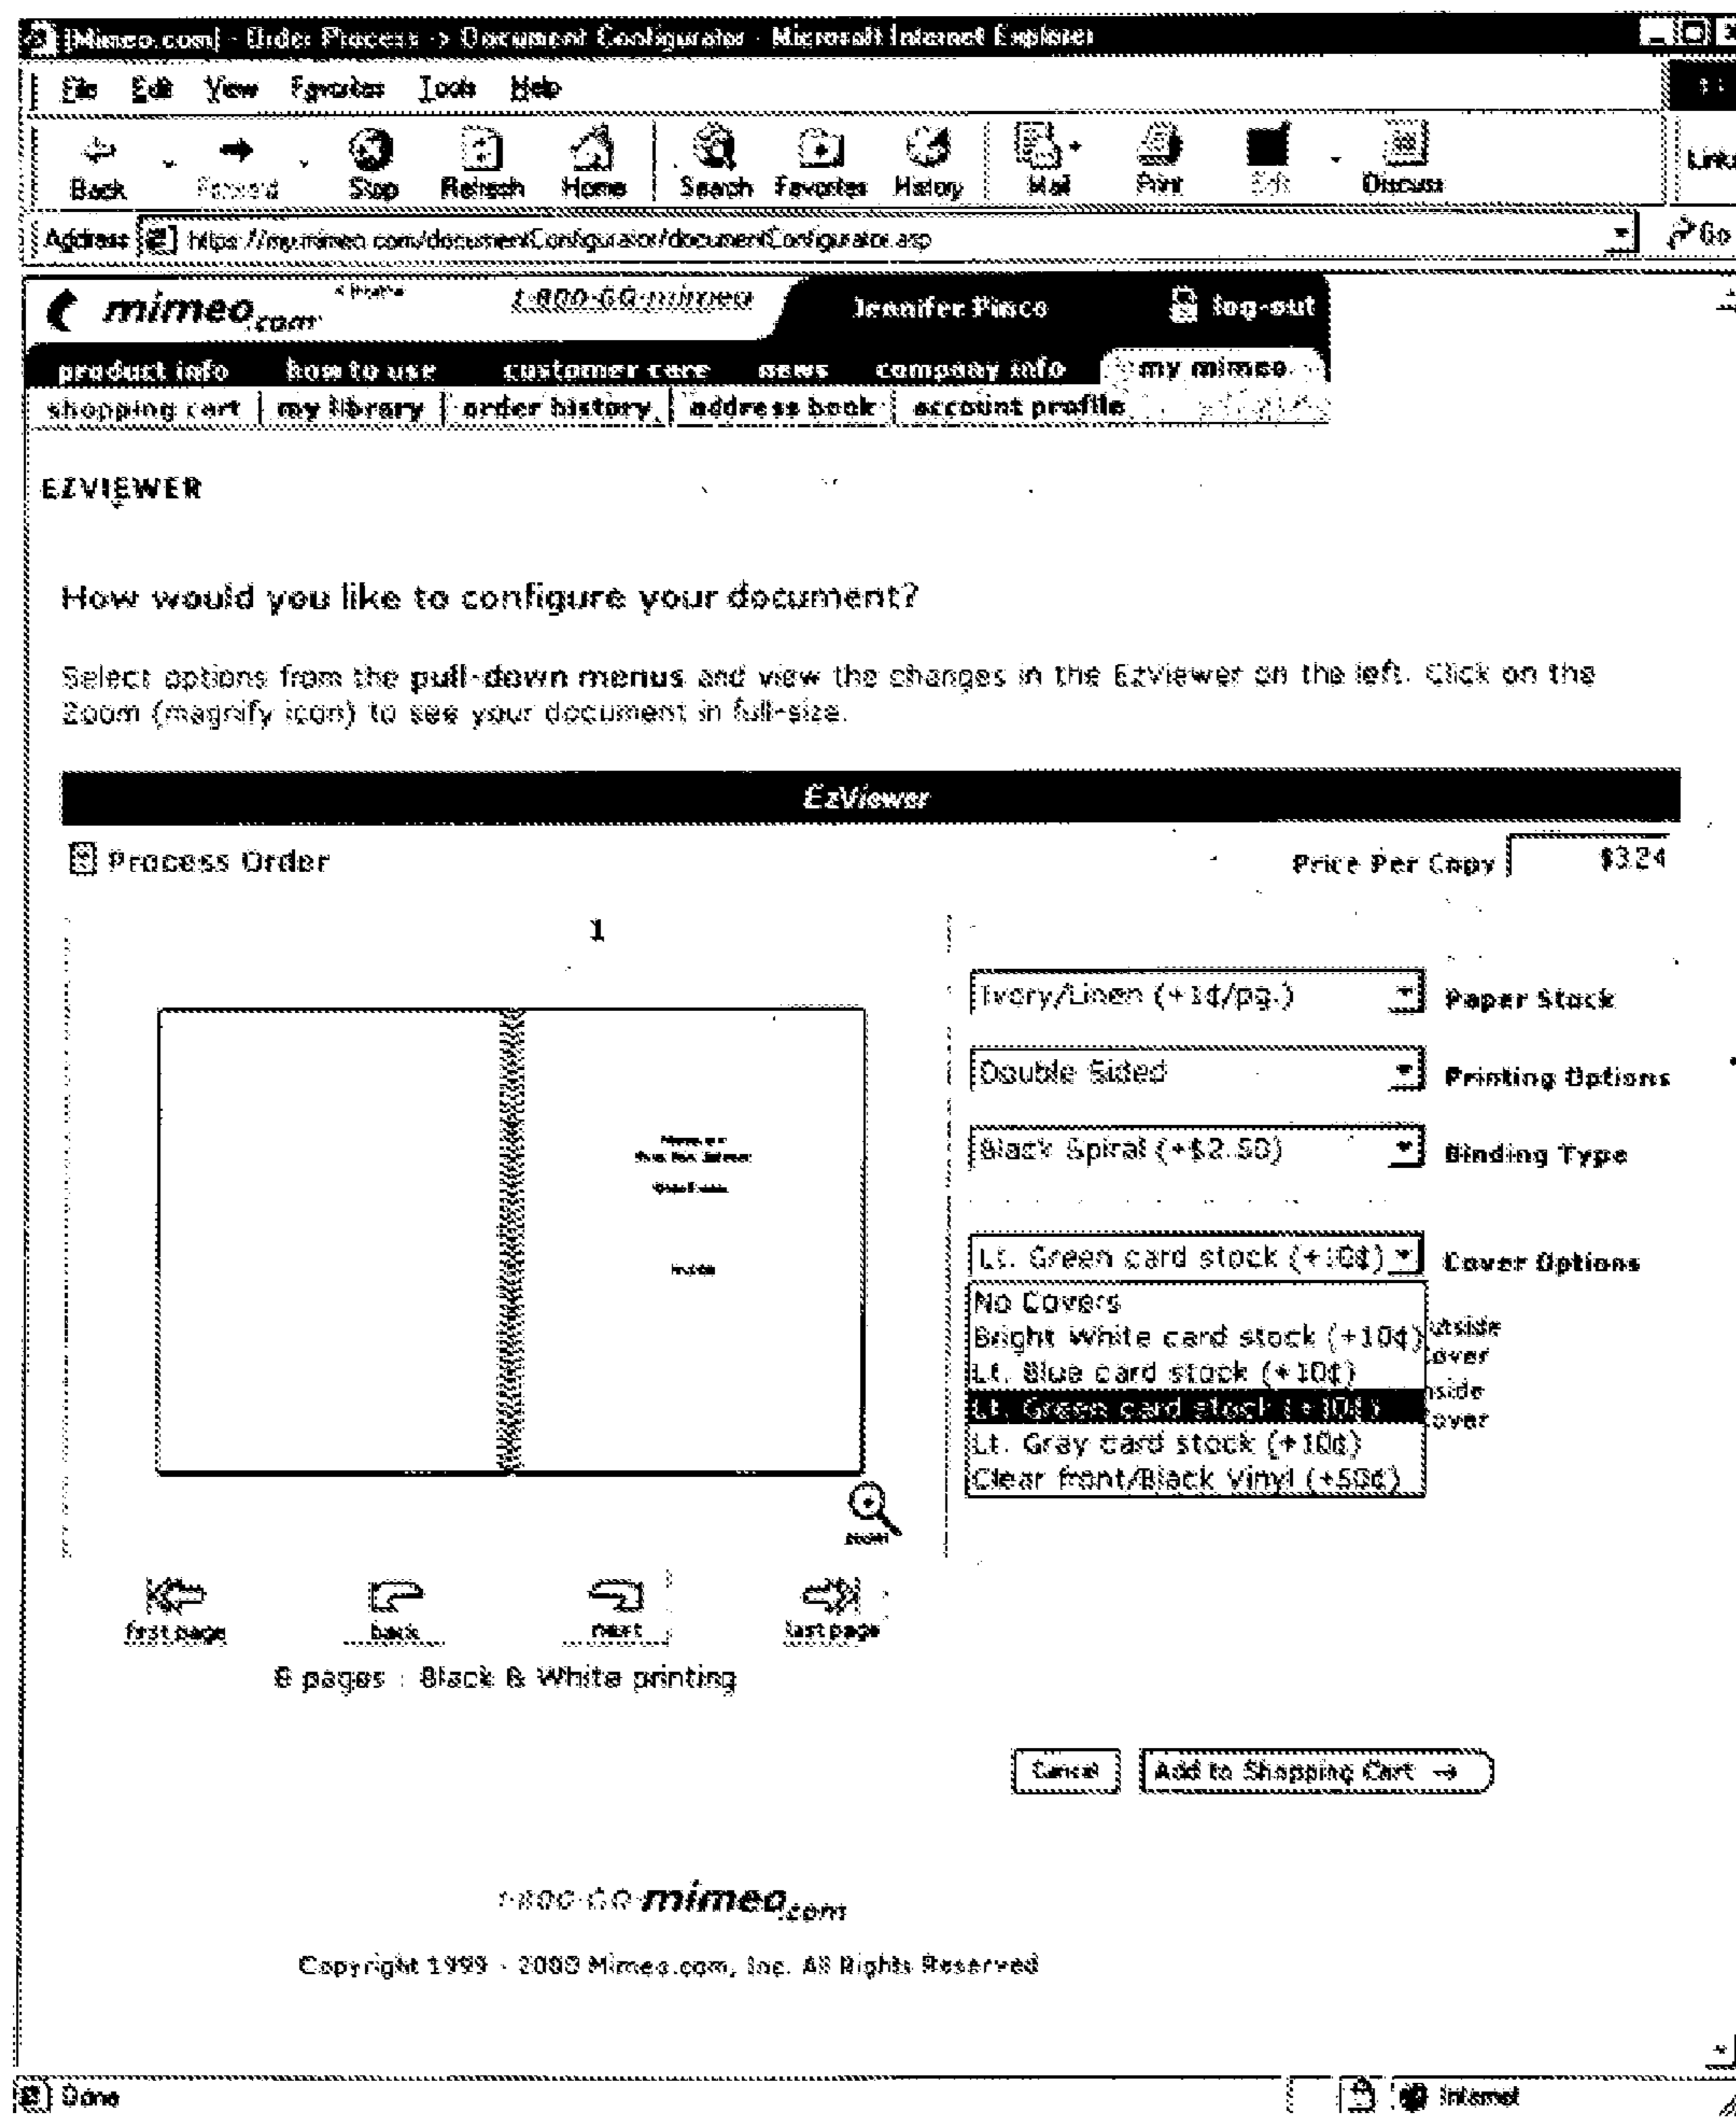 [Mimeo.com] - Order Process -> Document Configurator - Microsoft Internet Explorer
File Edit View Favorites Tools Help
Back Forward Stop Refresh Home Search Favorites History Mail Print Edit Discuss Links
Address https://my.mimeo.com/documentConfigurator/documentConfigurator.asp Go
mimeo.com 1-800-GO-mimeo Jennifer Pinco log-out
product info how to use customer care news company info my mimeo
shopping cart my library order history address book account profile
EZVIEWER
How would you like to configure your document?
Select options from the pull-down menus and view the changes in the EzViewer on the left. Click on the
Zoom (magnify icon) to see your document in full-size.
EzViewer
Process Order Price Per Copy $3.24
1
Ivory/Linen (+1¢/pg.) Paper Stock
Double Sided Printing Options
Black Spiral (+$2.50) Binding Type
Lt. Green card stock (+10¢) Cover Options
No Covers
Bright White card stock (+10¢) utside
over
Lt. Blue card stock (+10¢)
nside
Lt. Green card stock (+10¢)
over
Lt. Gray card stock (+10¢)
Clear front/Black Vinyl (+50¢)
zoom
first page back next last page
8 pages : Black & White printing
Cancel Add to Shopping Cart →
1-800-GO-mimeo.com
Copyright 1999 - 2000 Mimeo.com, Inc. All Rights Reserved
Done Internet